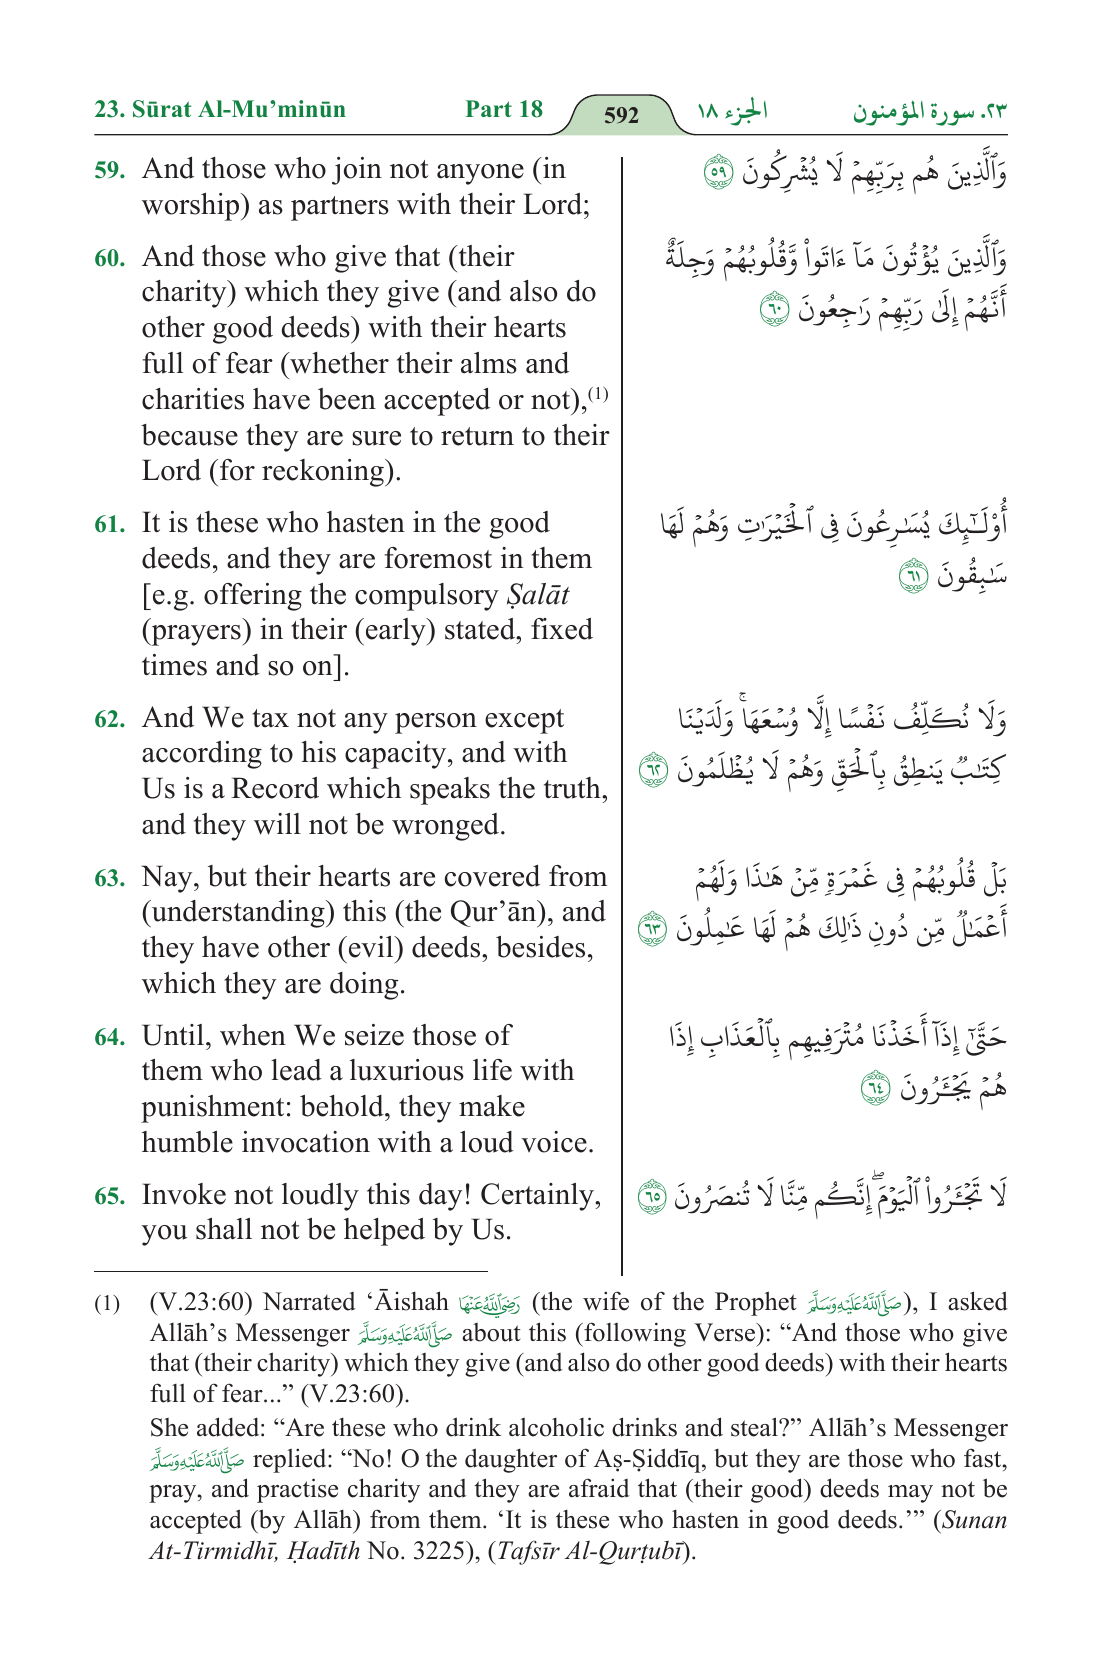 23. Sūrat Al-Mu’minūn Part 18 592 الجزء ١٨ ٢٣. سورة المؤمنون
59. And those who join not anyone (in
worship) as partners with their Lord;
وَٱلَّذِينَ هُم بِرَبِّهِمۡ لَا يُشۡرِكُونَ ٥٩
60. And those who give that (their
charity) which they give (and also do
other good deeds) with their hearts
full of fear (whether their alms and
charities have been accepted or not),(1)
because they are sure to return to their
Lord (for reckoning).
وَٱلَّذِينَ يُؤۡتُونَ مَآ ءَاتَواْ وَّقُلُوبُهُمۡ وَجِلَةٌ
أَنَّهُمۡ إِلَىٰ رَبِّهِمۡ رَٰجِعُونَ ٦٠
61. It is these who hasten in the good
deeds, and they are foremost in them
[e.g. offering the compulsory Ṣalāt
(prayers) in their (early) stated, fixed
times and so on].
أُوْلَـٰٓئِكَ يُسَٰرِعُونَ فِى ٱلۡخَيۡرَٰتِ وَهُمۡ لَهَا
سَٰبِقُونَ ٦١
62. And We tax not any person except
according to his capacity, and with
Us is a Record which speaks the truth,
and they will not be wronged.
وَلَا نُكَلِّفُ نَفۡسًا إِلَّا وُسۡعَهَاۚ وَلَدَيۡنَا
كِتَٰبٌ يَنطِقُ بِٱلۡحَقِّ وَهُمۡ لَا يُظۡلَمُونَ ٦٢
63. Nay, but their hearts are covered from
(understanding) this (the Qur’ān), and
they have other (evil) deeds, besides,
which they are doing.
بَلۡ قُلُوبُهُمۡ فِى غَمۡرَةٍ مِّنۡ هَٰذَا وَلَهُمۡ
أَعۡمَٰلٌ مِّن دُونِ ذَٰلِكَ هُمۡ لَهَا عَٰمِلُونَ ٦٣
64. Until, when We seize those of
them who lead a luxurious life with
punishment: behold, they make
humble invocation with a loud voice.
حَتَّىٰٓ إِذَآ أَخَذۡنَا مُتۡرَفِيهِم بِٱلۡعَذَابِ إِذَا
هُمۡ يَجۡـَٔرُونَ ٦٤
65. Invoke not loudly this day! Certainly,
you shall not be helped by Us.
لَا تَجۡـَٔرُواْ ٱلۡيَوۡمَۖ إِنَّكُم مِّنَّا لَا تُنصَرُونَ ٦٥
(1) (V.23:60) Narrated ‘Āishah رَضِيَ ٱللَّهُ عَنْهَا (the wife of the Prophet صَلَّى ٱللَّهُ عَلَيْهِ وَسَلَّمَ), I asked
Allāh’s Messenger صَلَّى ٱللَّهُ عَلَيْهِ وَسَلَّمَ about this (following Verse): “And those who give
that (their charity) which they give (and also do other good deeds) with their hearts
full of fear...” (V.23:60).
She added: “Are these who drink alcoholic drinks and steal?” Allāh’s Messenger
صَلَّى ٱللَّهُ عَلَيْهِ وَسَلَّمَ replied: “No! O the daughter of Aṣ-Ṣiddīq, but they are those who fast,
pray, and practise charity and they are afraid that (their good) deeds may not be
accepted (by Allāh) from them. ‘It is these who hasten in good deeds.’” (Sunan
At-Tirmidhī, Ḥadīth No. 3225), (Tafsīr Al-Qurṭubī).